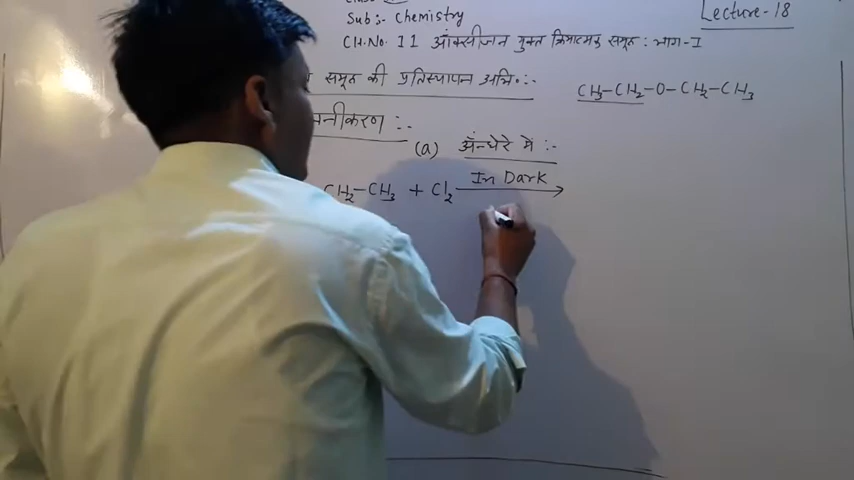 Sub:- Chemistry
Lecture-18
CH.No. 11 ऑक्सीजन युक्त क्रियात्मक समूह : भाग-I
समूह की प्रतिस्थापन अभि०:-
CH₃-CH₂-O-CH₂-CH₃
(a) अँन्धेरे में :-
CH₂-CH₃ + Cl₂ In Dark →